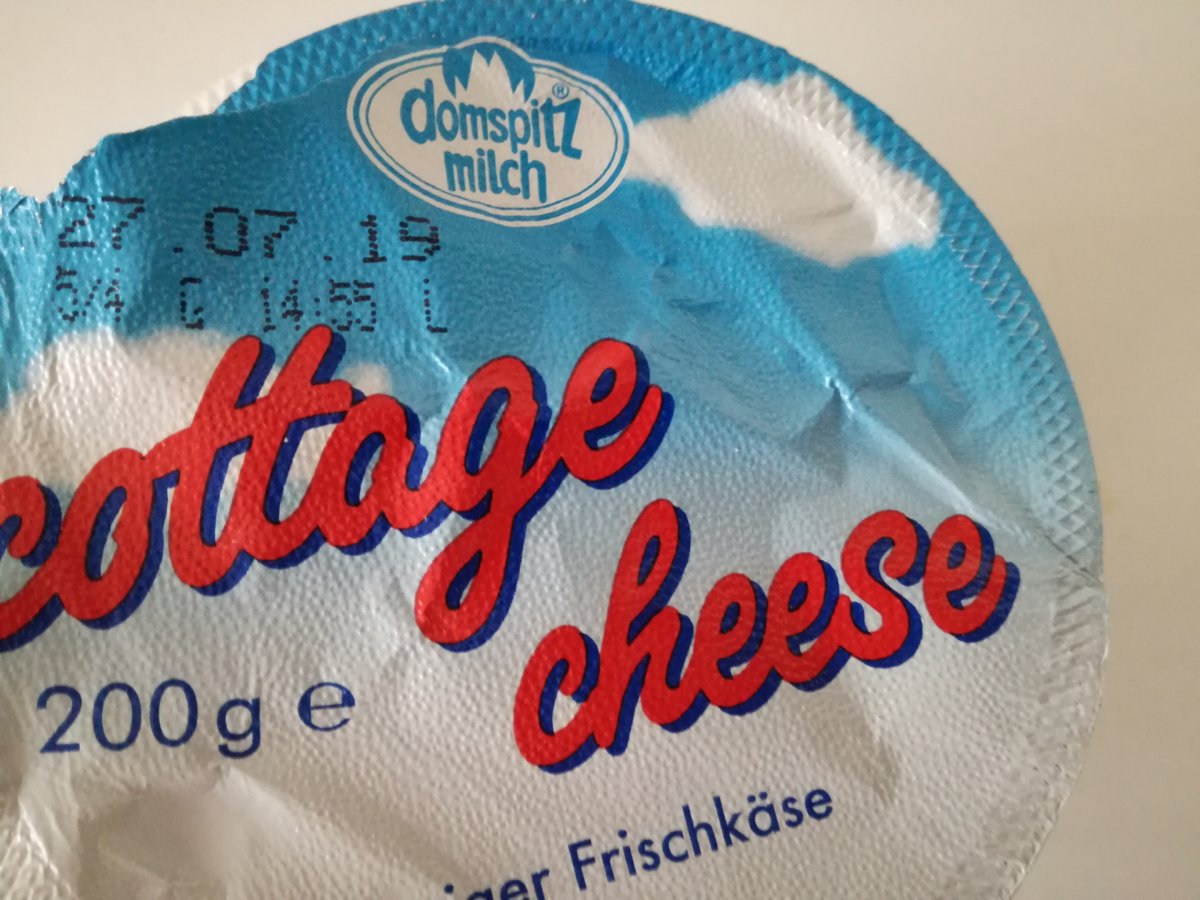 domspitz®
milch
27.07.19
cottage
cheese
200g ℮
Frischkäse